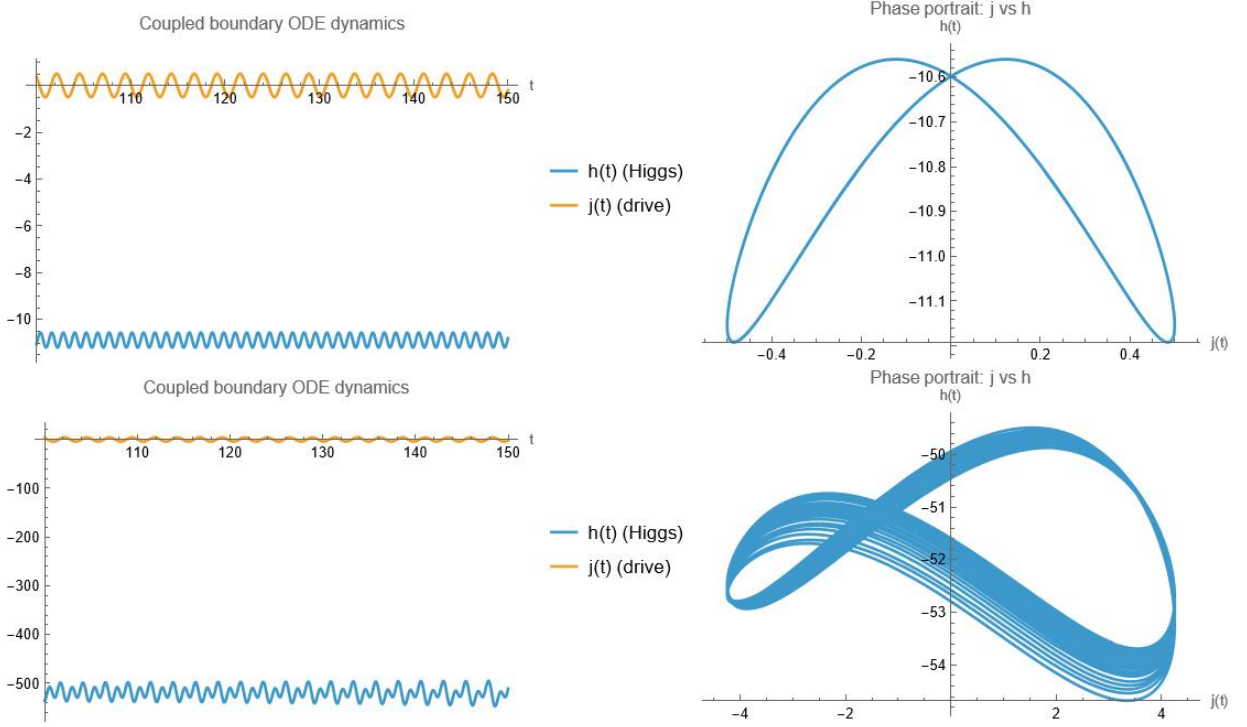 Coupled boundary ODE dynamics
t
110
120
130
140
150
−2
−4
−6
−8
−10
h(t) (Higgs)
j(t) (drive)
Phase portrait: j vs h
h(t)
−10.6
−10.7
−10.8
−10.9
−11.0
−11.1
−0.4
−0.2
0.2
0.4
j(t)
Coupled boundary ODE dynamics
t
110
120
130
140
150
−100
−200
−300
−400
−500
h(t) (Higgs)
j(t) (drive)
Phase portrait: j vs h
h(t)
−50
−51
−52
−53
−54
−4
−2
2
4
j(t)